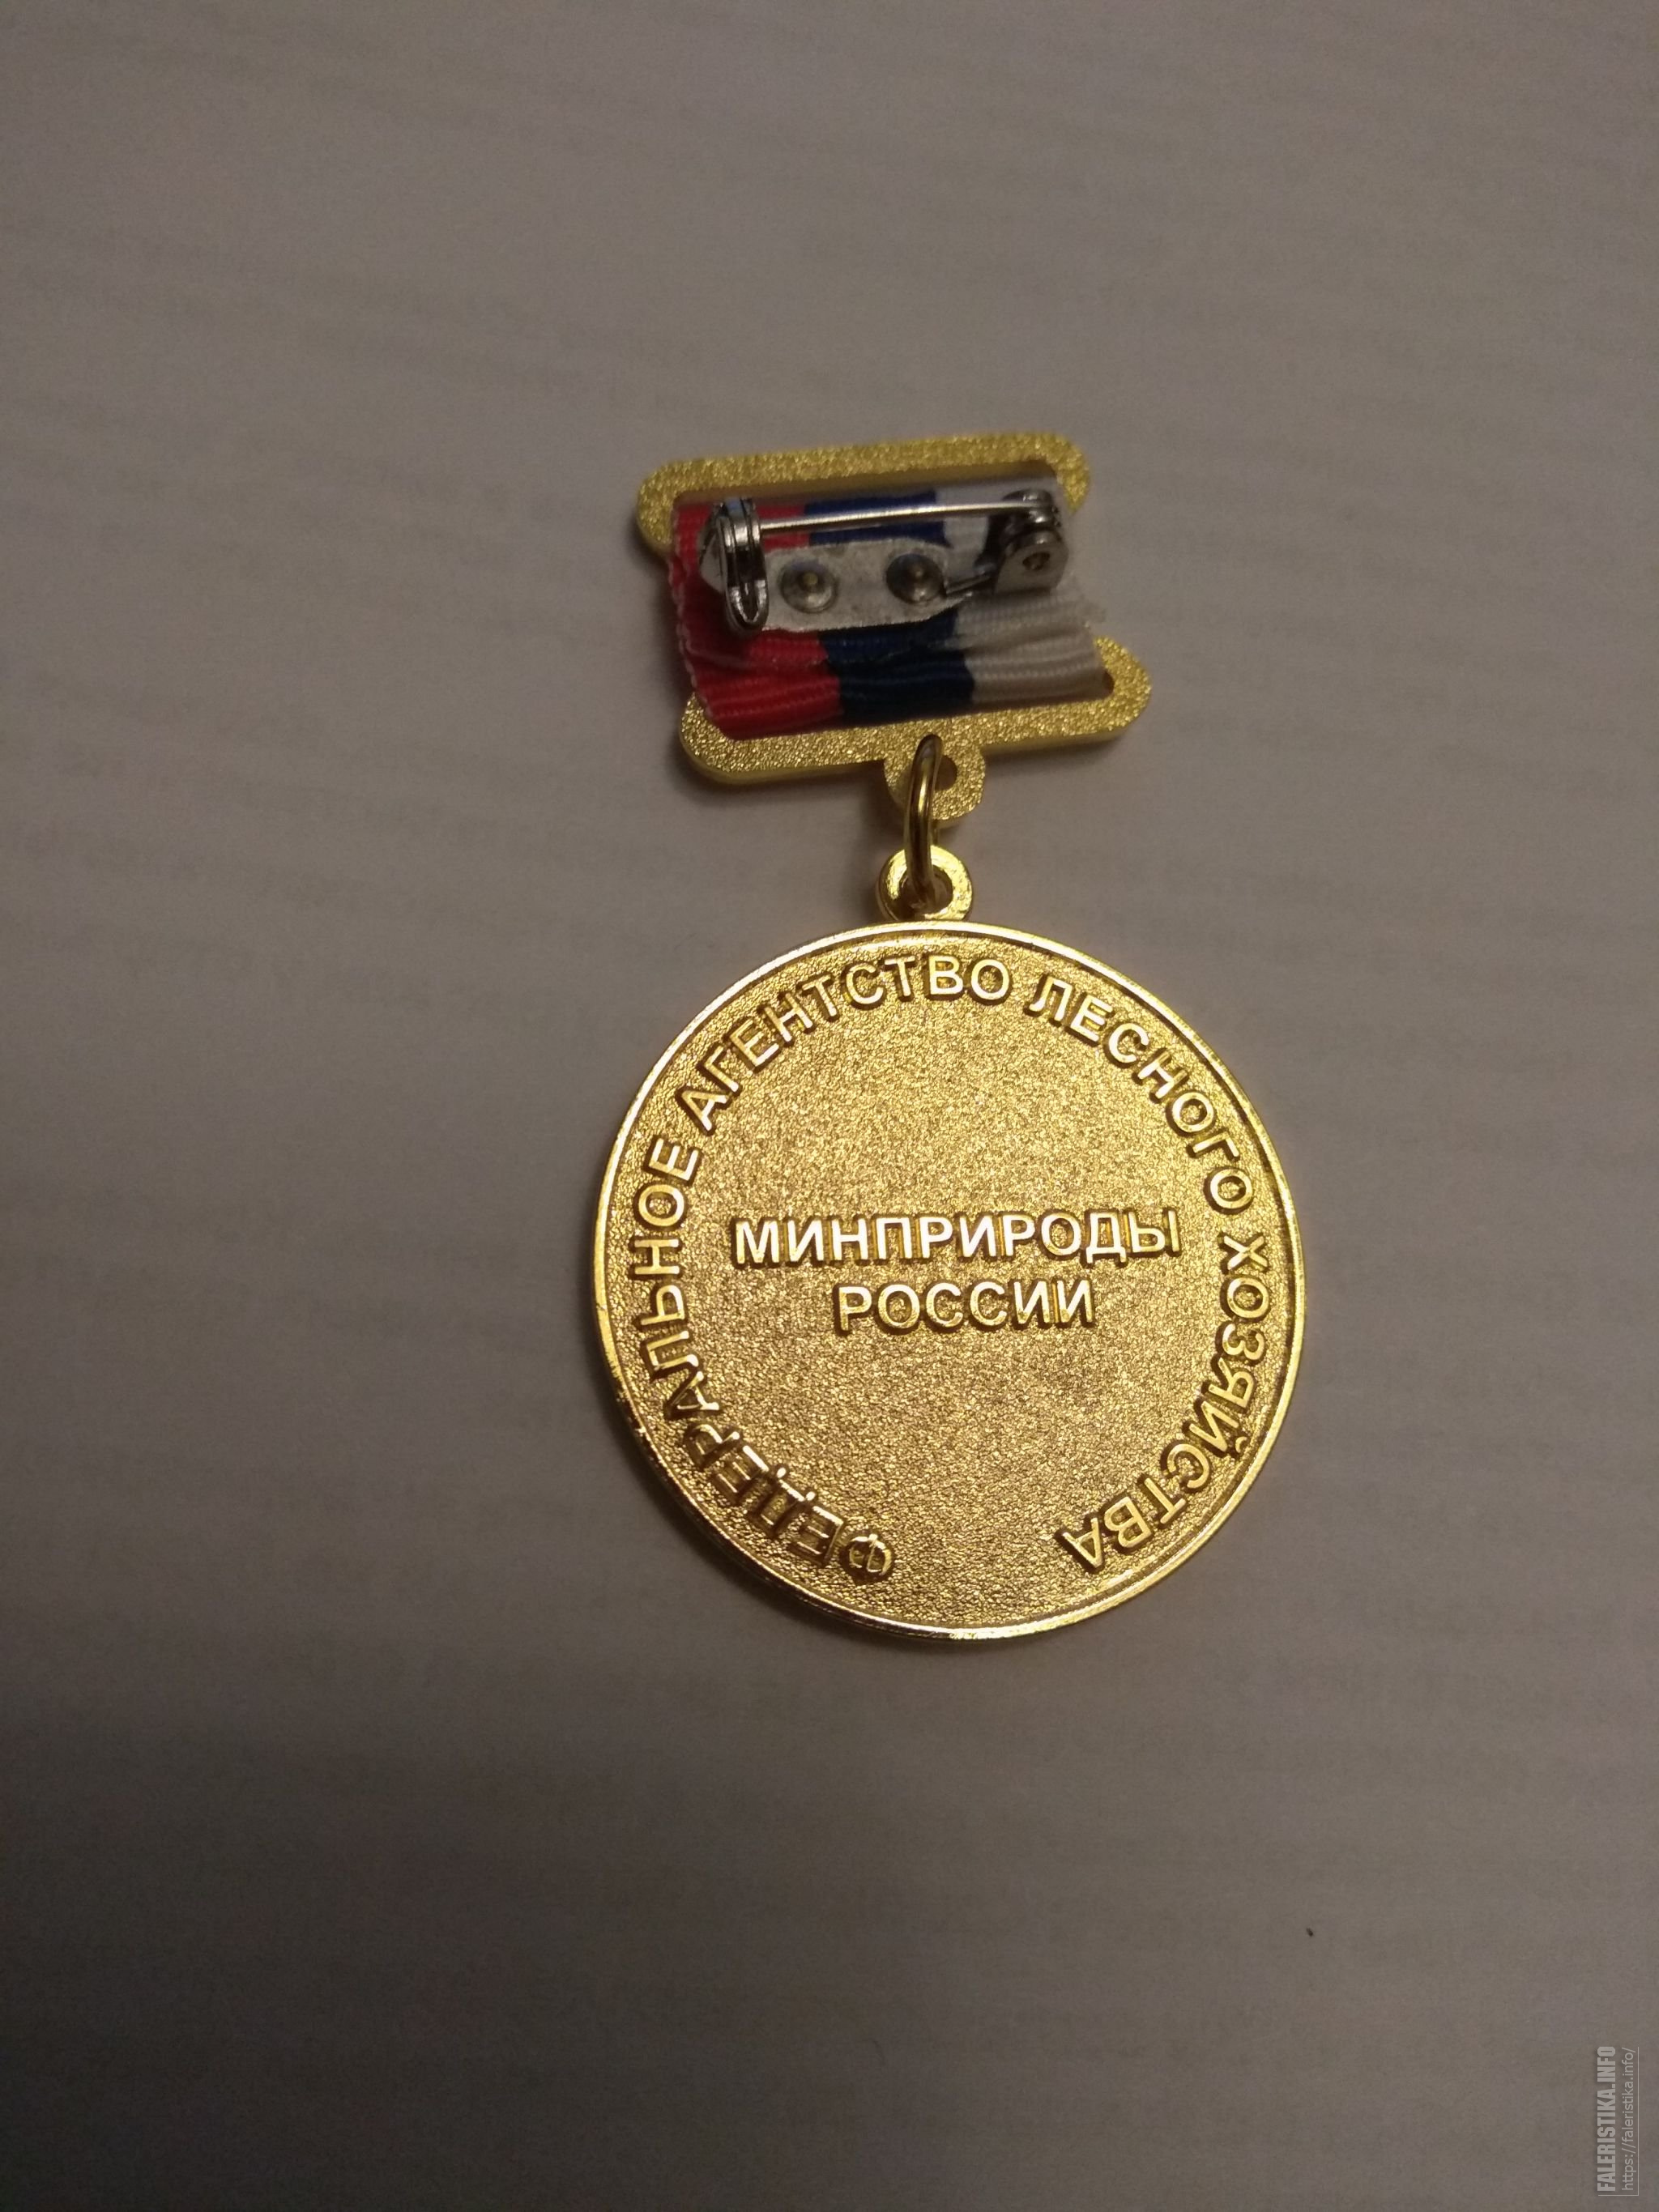 ФЕДЕРАЛЬНОЕ АГЕНТСТВО ЛЕСНОГО ХОЗЯЙСТВА
МИНПРИРОДЫ
РОССИИ
FALERISTIKA.INFO
https://faleristika.info/